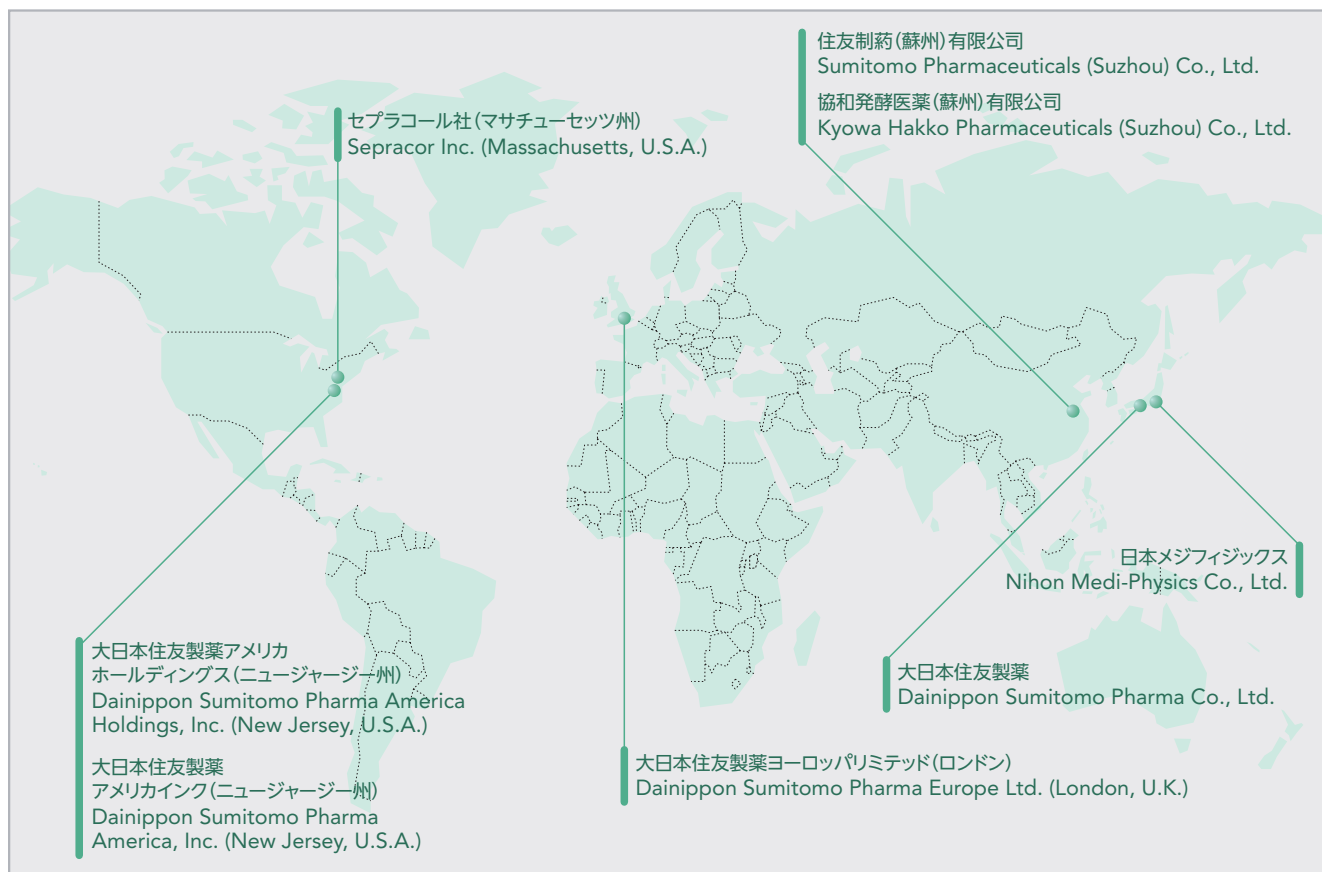 住友制葯(蘇州)有限公司
Sumitomo Pharmaceuticals (Suzhou) Co., Ltd.
協和発酵医薬(蘇州)有限公司
Kyowa Hakko Pharmaceuticals (Suzhou) Co., Ltd.
セプラコール社(マサチューセッツ州)
Sepracor Inc. (Massachusetts, U.S.A.)
日本メジフィジックス
Nihon Medi-Physics Co., Ltd.
大日本住友製薬アメリカ
ホールディングス(ニュージャージー州)
Dainippon Sumitomo Pharma America
Holdings, Inc. (New Jersey, U.S.A.)
大日本住友製薬
アメリカインク(ニュージャージー州)
Dainippon Sumitomo Pharma
America, Inc. (New Jersey, U.S.A.)
大日本住友製薬
Dainippon Sumitomo Pharma Co., Ltd.
大日本住友製薬ヨーロッパリミテッド(ロンドン)
Dainippon Sumitomo Pharma Europe Ltd. (London, U.K.)